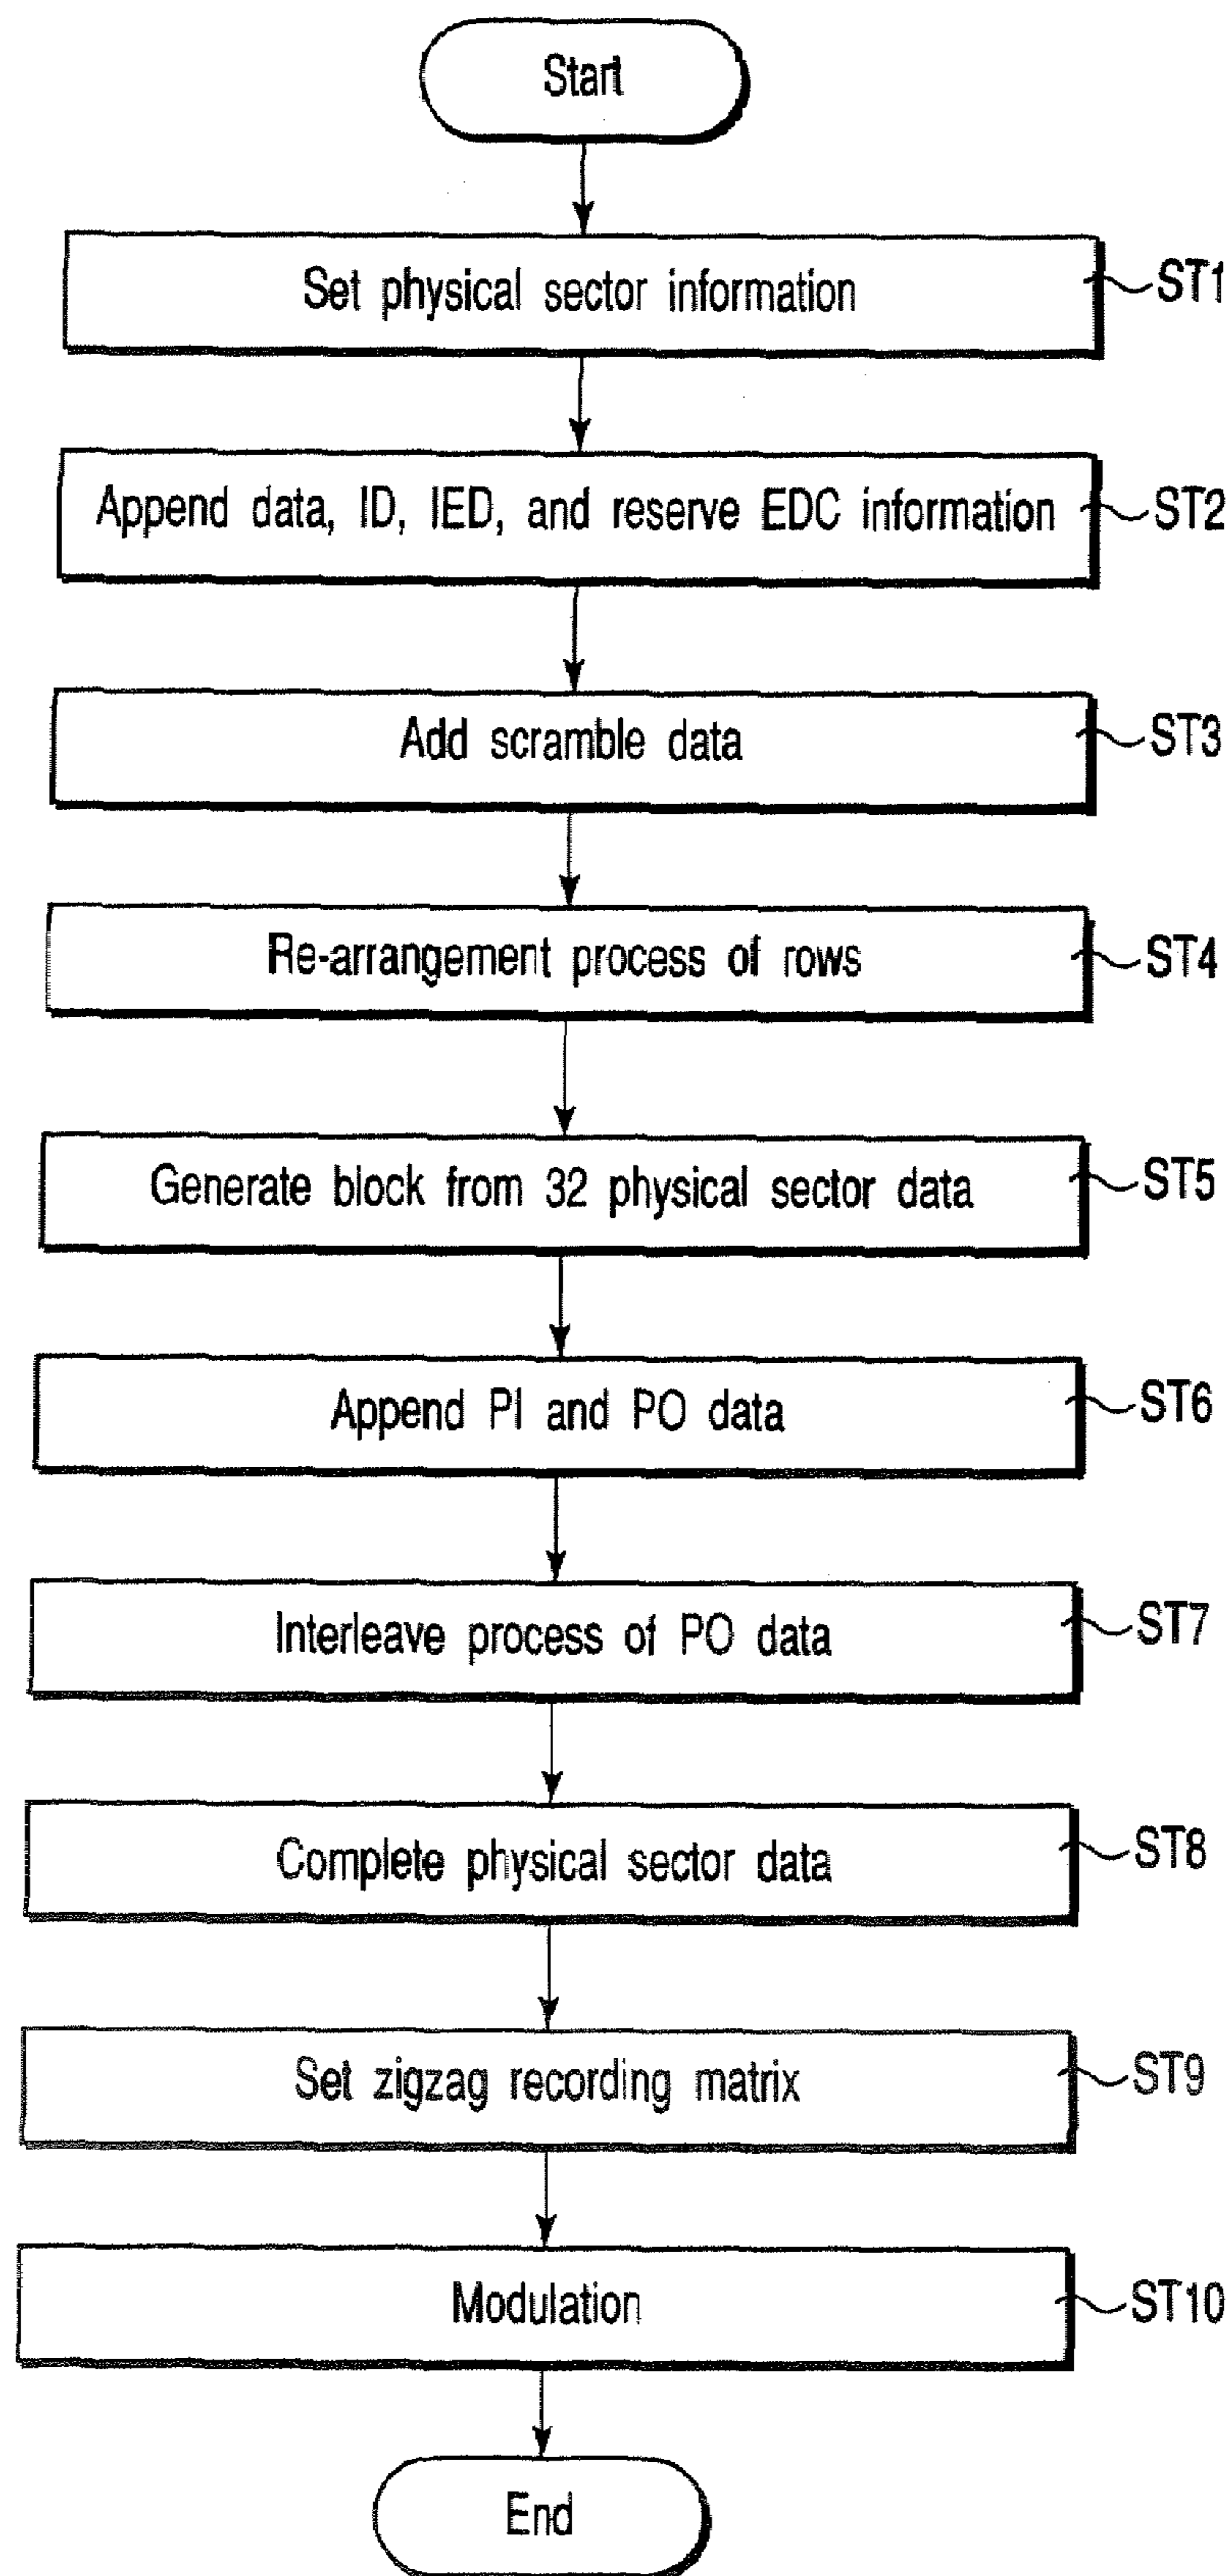 Start
Set physical sector information
ST1
Append data, ID, IED, and reserve EDC information
ST2
Add scramble data
ST3
Re-arrangement process of rows
ST4
Generate block from 32 physical sector data
ST5
Append PI and PO data
ST6
Interleave process of PO data
ST7
Complete physical sector data
ST8
Set zigzag recording matrix
ST9
Modulation
ST10
End